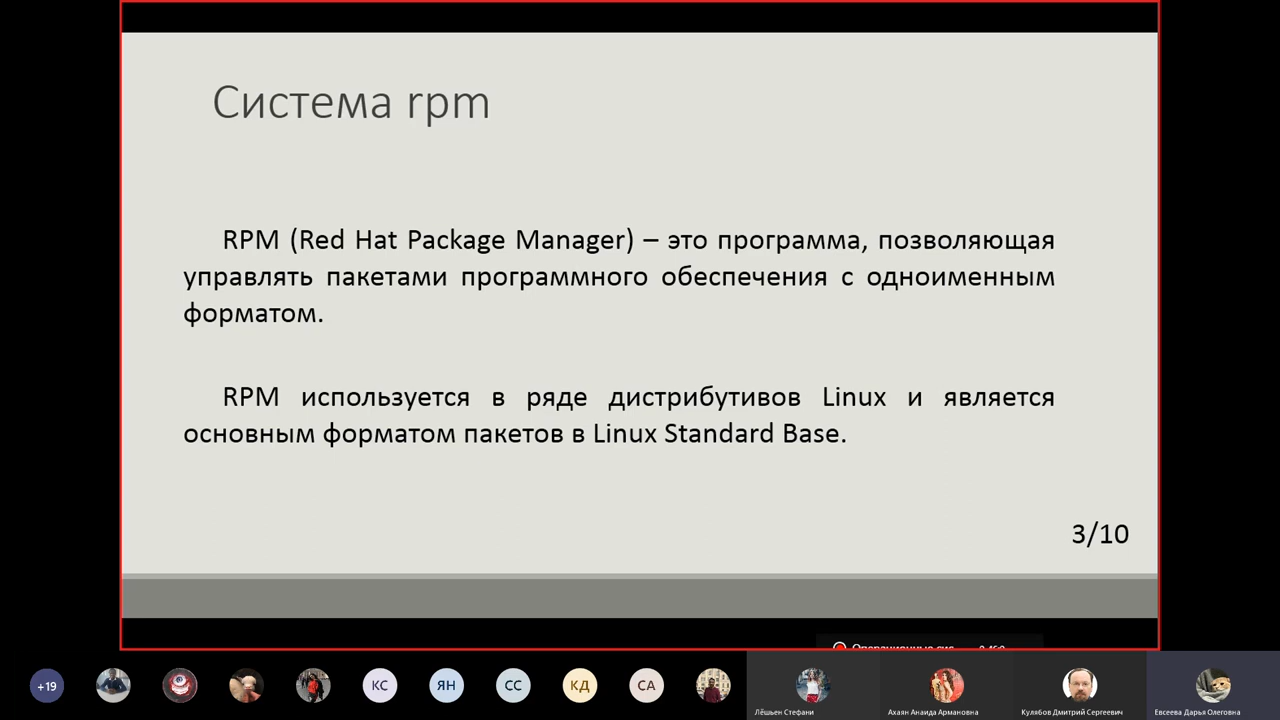 Система rpm
RPM (Red Hat Package Manager) – это программа, позволяющая
управлять пакетами программного обеспечения с одноименным
форматом.
RPM используется в ряде дистрибутивов Linux и является
основным форматом пакетов в Linux Standard Base.
3/10
+19
КС
ЯН
СС
КД
СА
Лёшьен Стефани
Ахаян Анаида Армановна
Кулябов Дмитрий Сергеевич
Евсеева Дарья Олеговна